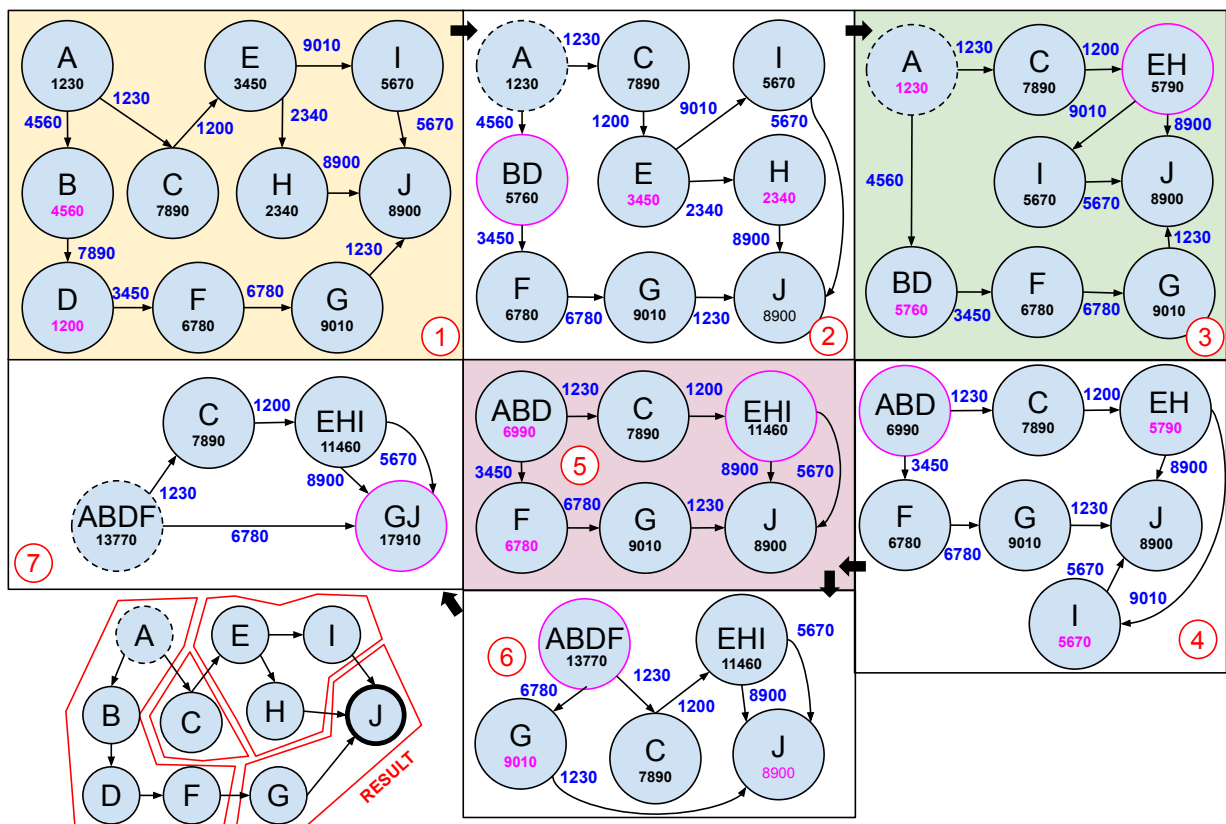 A
1230
E
3450
9010
I
5670
1230
4560
1200
2340
5670
B
4560
C
7890
H
2340
8900
J
8900
7890
1230
D
1200
3450
F
6780
6780
G
9010
1
A
1230
1230
C
7890
I
5670
4560
1200
9010
5670
BD
5760
E
3450
2340
H
2340
3450
8900
F
6780
6780
G
9010
1230
J
8900
2
A
1230
1230
C
7890
1200
EH
5790
9010
8900
4560
I
5670
5670
J
8900
1230
BD
5760
3450
F
6780
6780
G
9010
3
ABD
6990
1230
C
7890
1200
EH
5790
3450
8900
F
6780
6780
G
9010
1230
J
8900
5670
9010
I
5670
4
ABD
6990
1230
C
7890
1200
EHI
11460
3450
5
8900
5670
F
6780
6780
G
9010
1230
J
8900
ABDF
13770
EHI
11460
5670
6
6780
1230
1200
8900
G
9010
C
7890
J
8900
1230
C
7890
1200
EHI
11460
5670
8900
1230
ABDF
13770
6780
GJ
17910
7
A
E
I
B
C
H
J
D
F
G
RESULT